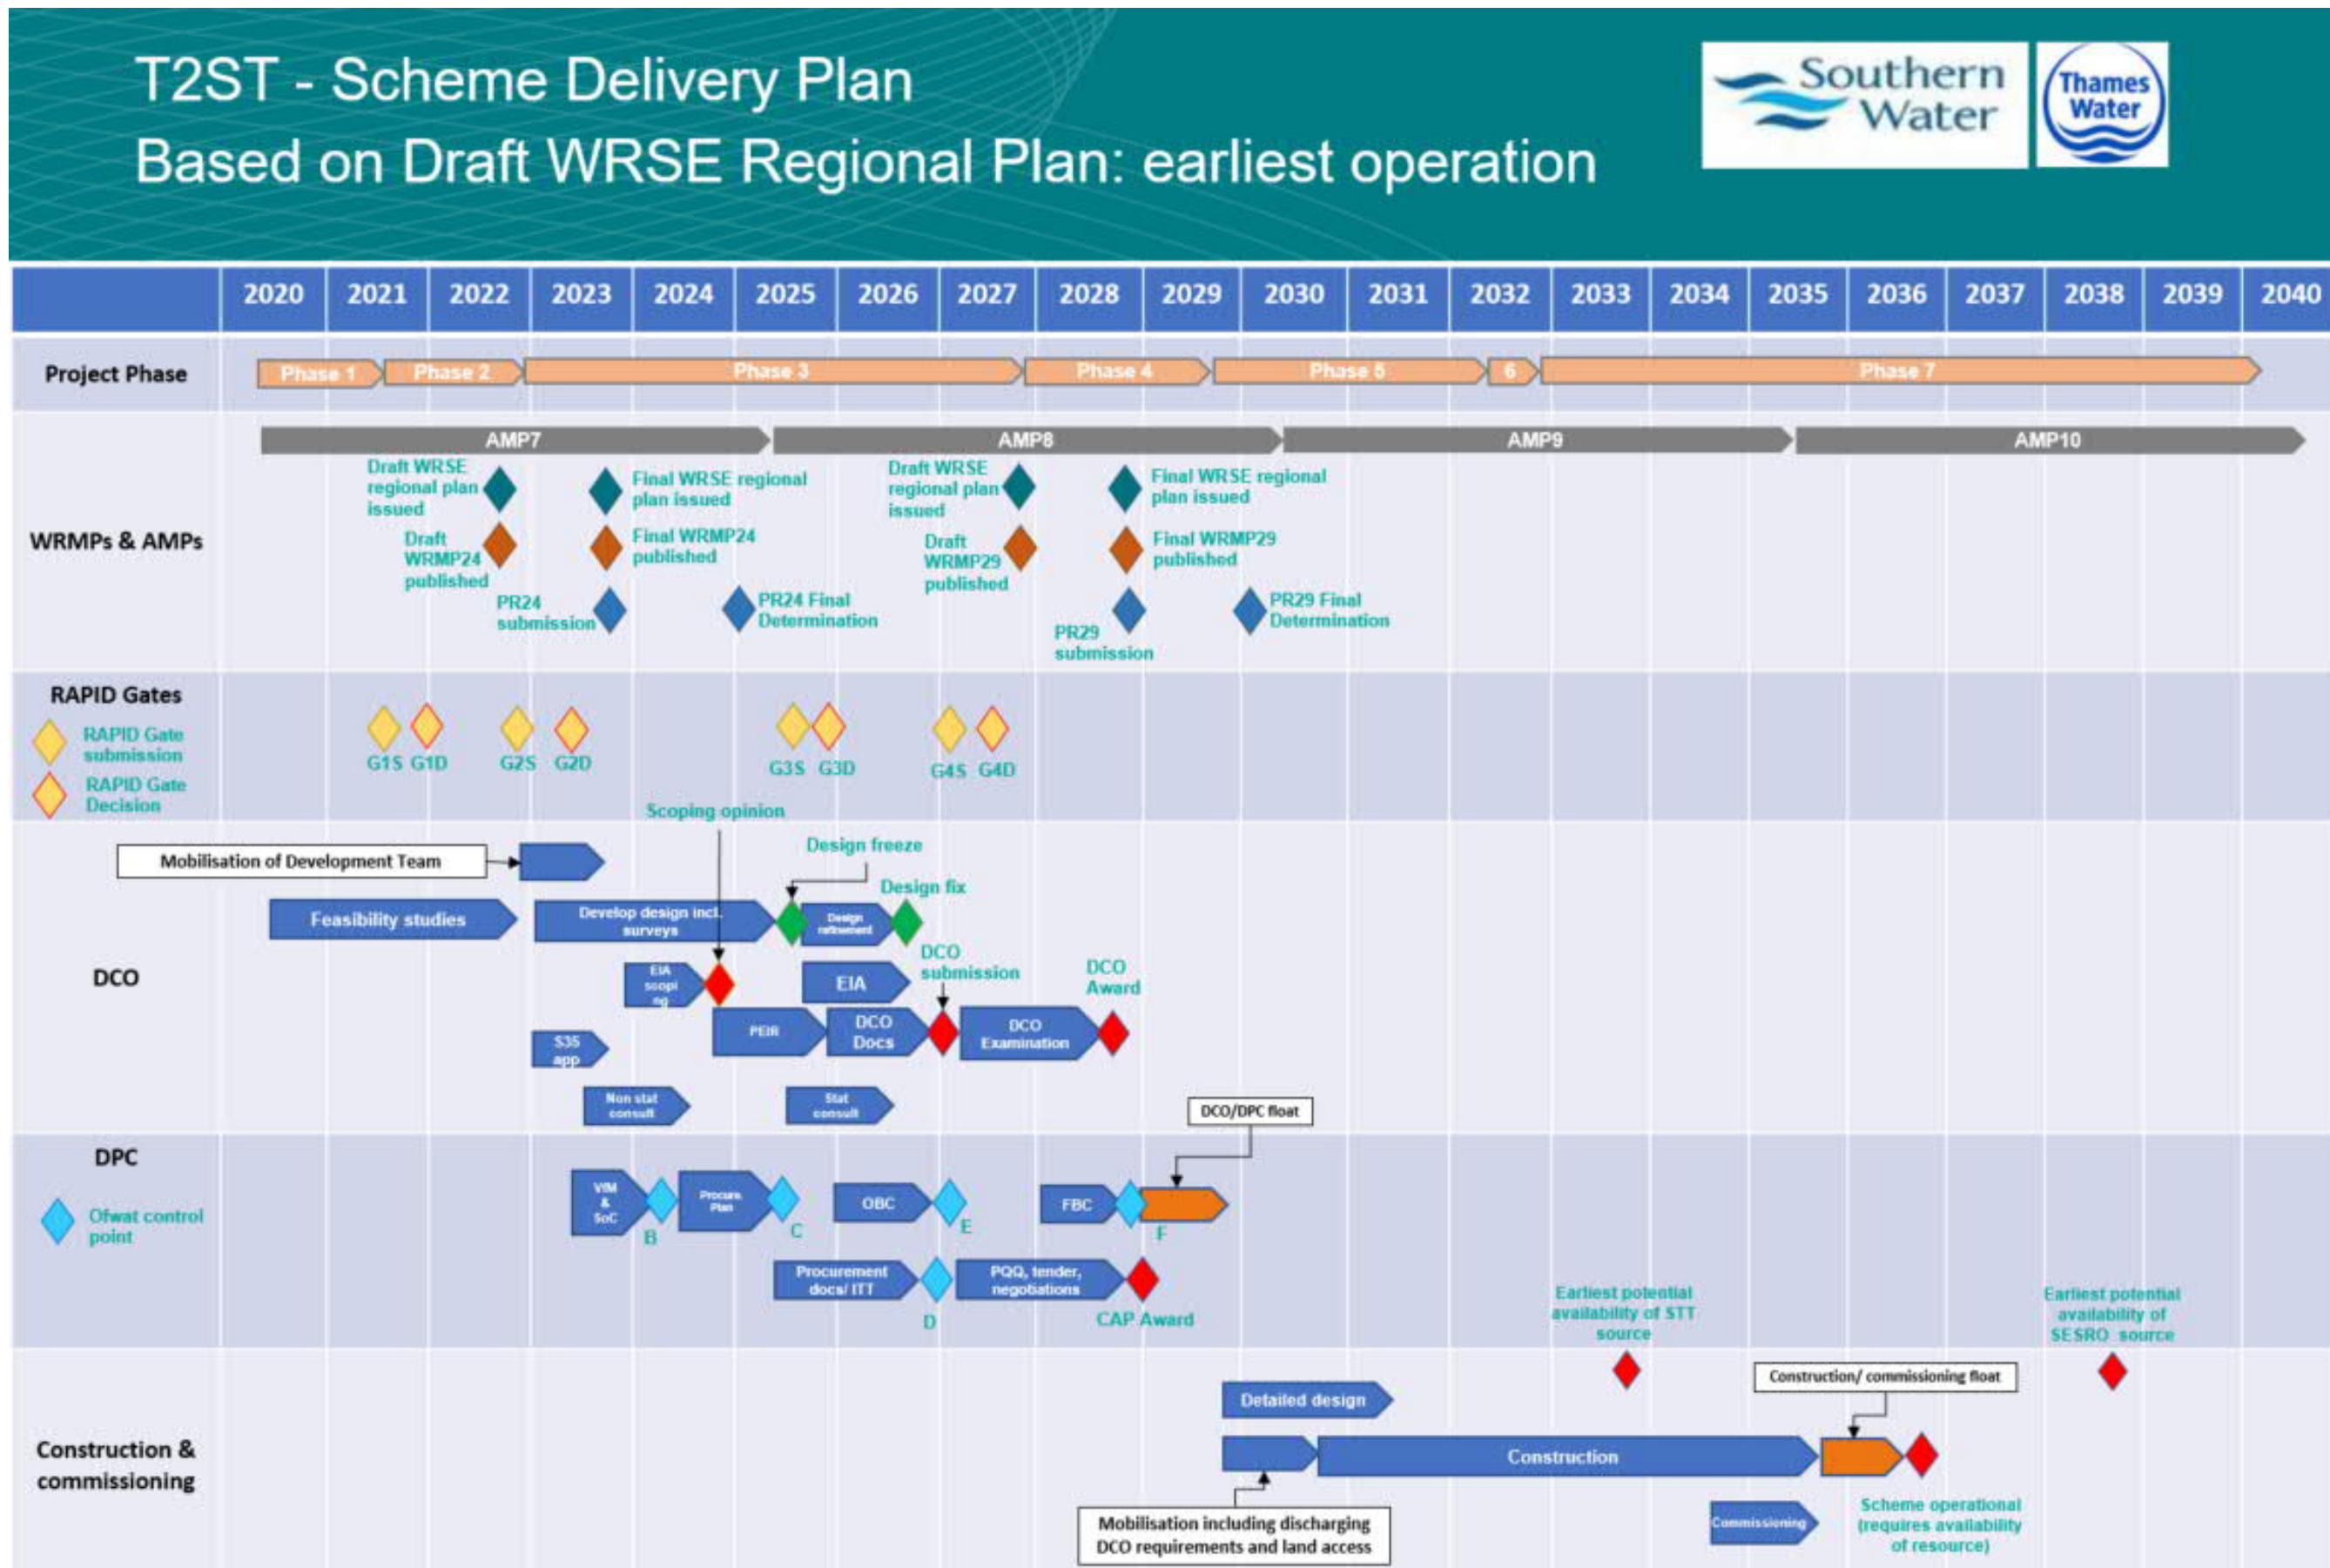 T2ST - Scheme Delivery Plan
Based on Draft WRSE Regional Plan: earliest operation
Southern
Water
Thames
Water
2020 2021 2022 2023 2024 2025 2026 2027 2028 2029 2030 2031 2032 2033 2034 2035 2036 2037 2038 2039 2040
Project Phase
Phase 1 Phase 2 Phase 3 Phase 4 Phase 5 6 Phase 7
WRMPs & AMPs
AMP7 AMP8 AMP9 AMP10
Draft WRSE
regional plan
issued
Final WRSE regional
plan issued
Draft WRSE
regional plan
issued
Final WRSE regional
plan issued
Draft
WRMP24
published
Final WRMP24
published
Draft
WRMP29
published
Final WRMP29
published
PR24
submission
PR24 Final
Determination
PR29
submission
PR29 Final
Determination
RAPID Gates
RAPID Gate
submission
RAPID Gate
Decision
G1S G1D G2S G2D G3S G3D G4S G4D
DCO
Scoping opinion
Mobilisation of Development Team
Design freeze
Design fix
Feasibility studies
Develop design incl.
surveys
Design
refinement
EIA
scopi
ng
EIA
DCO
submission
DCO
Award
PEIR
DCO
Docs
DCO
Examination
S35
app
Non stat
consult
Stat
consult
DPC
Ofwat control
point
DCO/DPC float
VfM
&
SoC
B
Procure.
Plan
C
OBC
E
FBC
F
Procurement
docs/ ITT
D
PQQ, tender,
negotiations
CAP Award
Earliest potential
availability of STT
source
Earliest potential
availability of
SESRO source
Construction &
commissioning
Construction/ commissioning float
Detailed design
Construction
Mobilisation including discharging
DCO requirements and land access
Commissioning
Scheme operational
(requires availability
of resource)